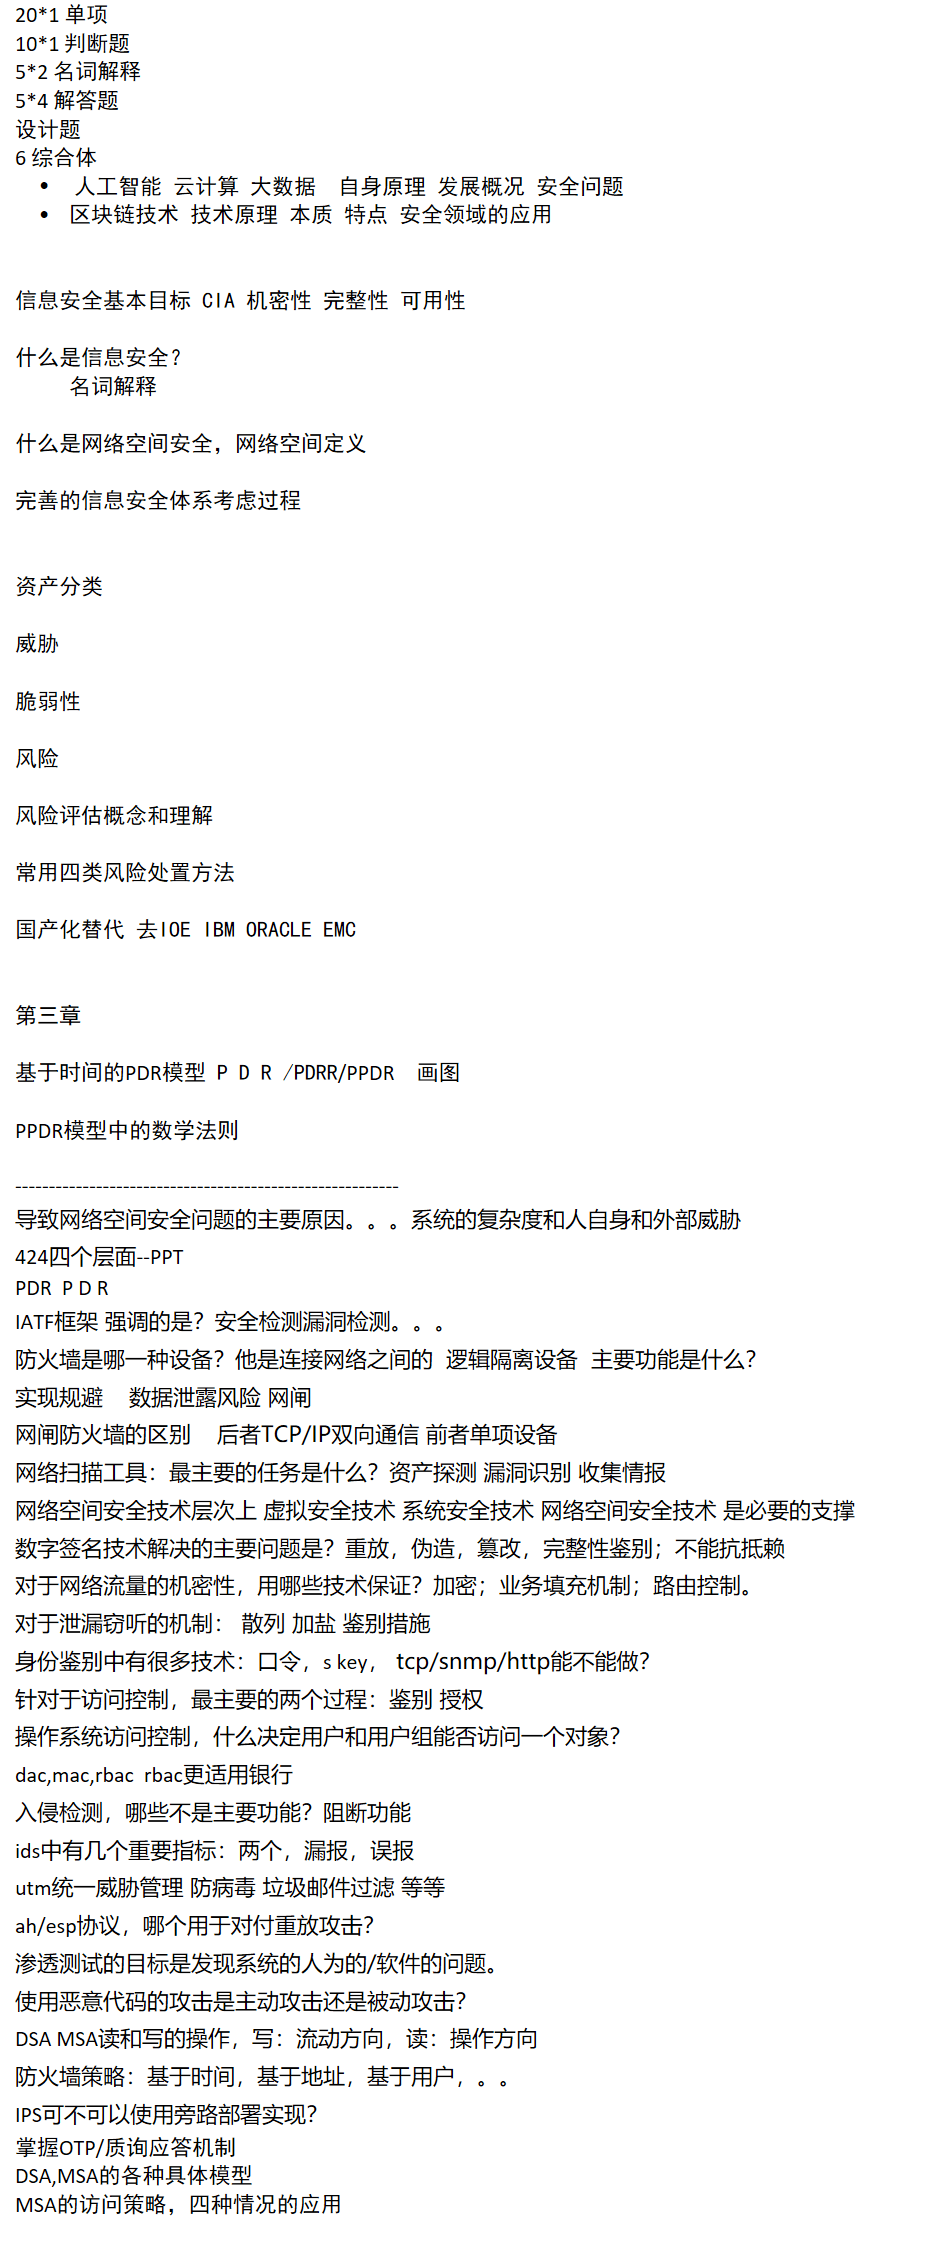 20*1 单项
10*1 判断题
5*2 名词解释
5*4 解答题
设计题
6 综合体
• 人工智能 云计算 大数据 自身原理 发展概况 安全问题
• 区块链技术 技术原理 本质 特点 安全领域的应用
信息安全基本目标 CIA 机密性 完整性 可用性
什么是信息安全?
名词解释
什么是网络空间安全，网络空间定义
完善的信息安全体系考虑过程
资产分类
威胁
脆弱性
风险
风险评估概念和理解
常用四类风险处置方法
国产化替代 去IOE IBM ORACLE EMC
第三章
基于时间的PDR模型 P D R /PDRR/PPDR 画图
PPDR模型中的数学法则
---------------------------------------------------------
导致网络空间安全问题的主要原因。。。系统的复杂度和人自身和外部威胁
424四个层面--PPT
PDR P D R
IATF框架 强调的是？安全检测漏洞检测。。。
防火墙是哪一种设备？他是连接网络之间的 逻辑隔离设备 主要功能是什么？
实现规避 数据泄露风险 网闸
网闸防火墙的区别 后者TCP/IP双向通信 前者单项设备
网络扫描工具：最主要的任务是什么？资产探测 漏洞识别 收集情报
网络空间安全技术层次上 虚拟安全技术 系统安全技术 网络空间安全技术 是必要的支撑
数字签名技术解决的主要问题是？重放，伪造，篡改，完整性鉴别；不能抗抵赖
对于网络流量的机密性，用哪些技术保证？加密；业务填充机制；路由控制。
对于泄漏窃听的机制： 散列 加盐 鉴别措施
身份鉴别中有很多技术：口令，s key， tcp/snmp/http能不能做？
针对于访问控制，最主要的两个过程：鉴别 授权
操作系统访问控制，什么决定用户和用户组能否访问一个对象？
dac,mac,rbac rbac更适用银行
入侵检测，哪些不是主要功能？阻断功能
ids中有几个重要指标：两个，漏报，误报
utm统一威胁管理 防病毒 垃圾邮件过滤 等等
ah/esp协议，哪个用于对付重放攻击？
渗透测试的目标是发现系统的人为的/软件的问题。
使用恶意代码的攻击是主动攻击还是被动攻击？
DSA MSA读和写的操作，写：流动方向，读：操作方向
防火墙策略：基于时间，基于地址，基于用户，。。
IPS可不可以使用旁路部署实现？
掌握OTP/质询应答机制
DSA,MSA的各种具体模型
MSA的访问策略，四种情况的应用